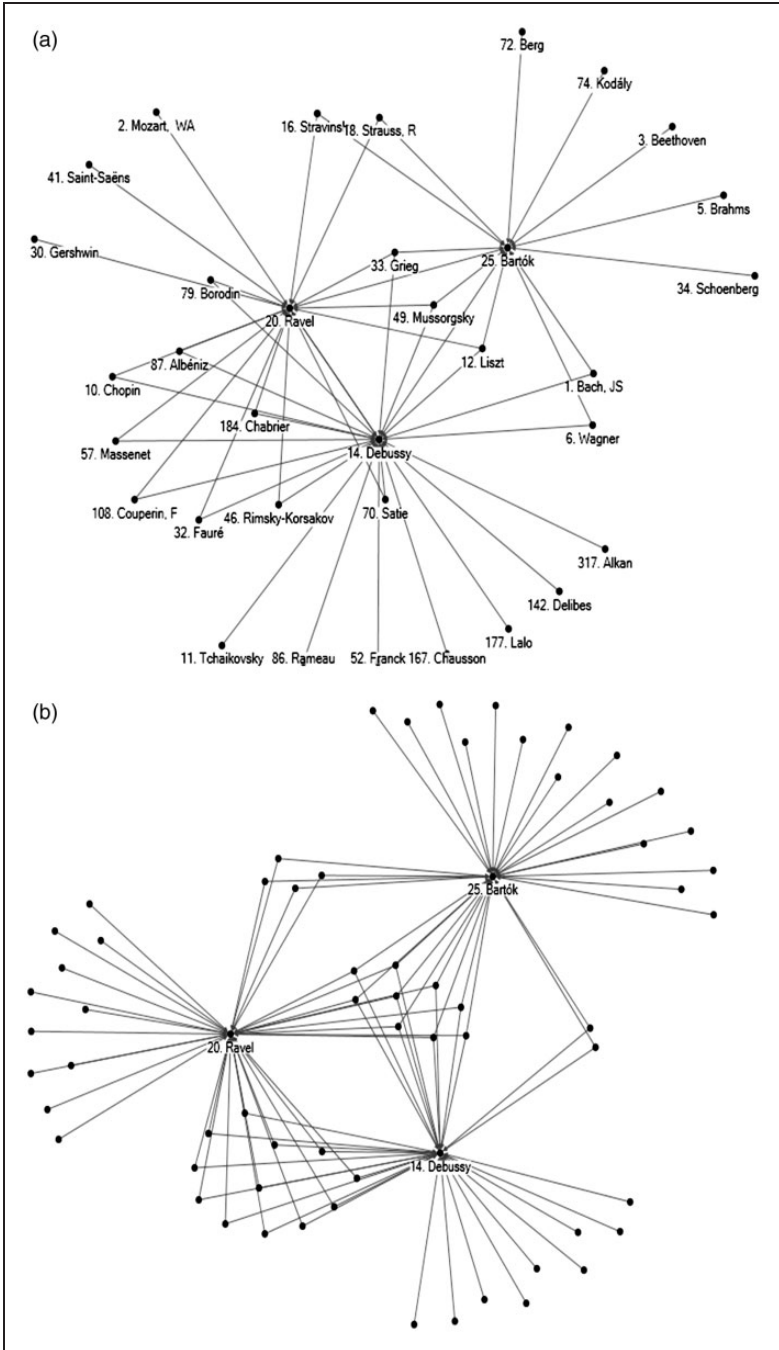 (a)
72. Berg
74. Kodály
2. Mozart, WA
16. Stravinsk
18. Strauss, R
3. Beethoven
41. Saint-Saëns
5. Brahms
30. Gershwin
33. Grieg
25. Bartók
34. Schoenberg
79. Borodin
20. Ravel
49. Mussorgsky
87. Albéniz
12. Liszt
10. Chopin
1. Bach, JS
184. Chabrier
57. Massenet
14. Debussy
6. Wagner
108. Couperin, F
46. Rimsky-Korsakov
70. Satie
32. Fauré
317. Alkan
142. Delibes
177. Lalo
11. Tchaikovsky
86. Rameau
52. Franck
167. Chausson
(b)
25. Bartók
20. Ravel
14. Debussy